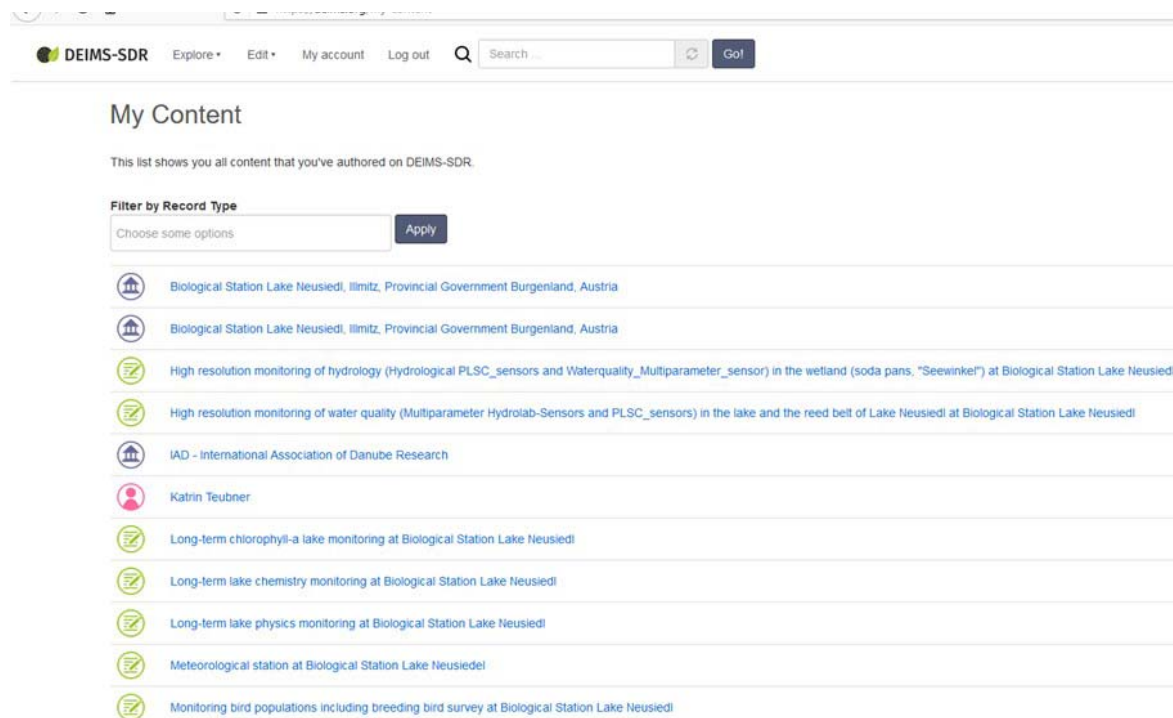 DEIMS-SDR Explore Edit My account Log out Search ... Go!
My Content
This list shows you all content that you've authored on DEIMS-SDR.
Filter by Record Type
Choose some options Apply
Biological Station Lake Neusiedl, Illmitz, Provincial Government Burgenland, Austria
Biological Station Lake Neusiedl, Illmitz, Provincial Government Burgenland, Austria
High resolution monitoring of hydrology (Hydrological PLSC_sensors and Waterquality_Multiparameter_sensor) in the wetland (soda pans, "Seewinkel") at Biological Station Lake Neusiedl
High resolution monitoring of water quality (Multiparameter Hydrolab-Sensors and PLSC_sensors) in the lake and the reed belt of Lake Neusiedl at Biological Station Lake Neusiedl
IAD - International Association of Danube Research
Katrin Teubner
Long-term chlorophyll-a lake monitoring at Biological Station Lake Neusiedl
Long-term lake chemistry monitoring at Biological Station Lake Neusiedl
Long-term lake physics monitoring at Biological Station Lake Neusiedl
Meteorological station at Biological Station Lake Neusiedel
Monitoring bird populations including breeding bird survey at Biological Station Lake Neusiedl